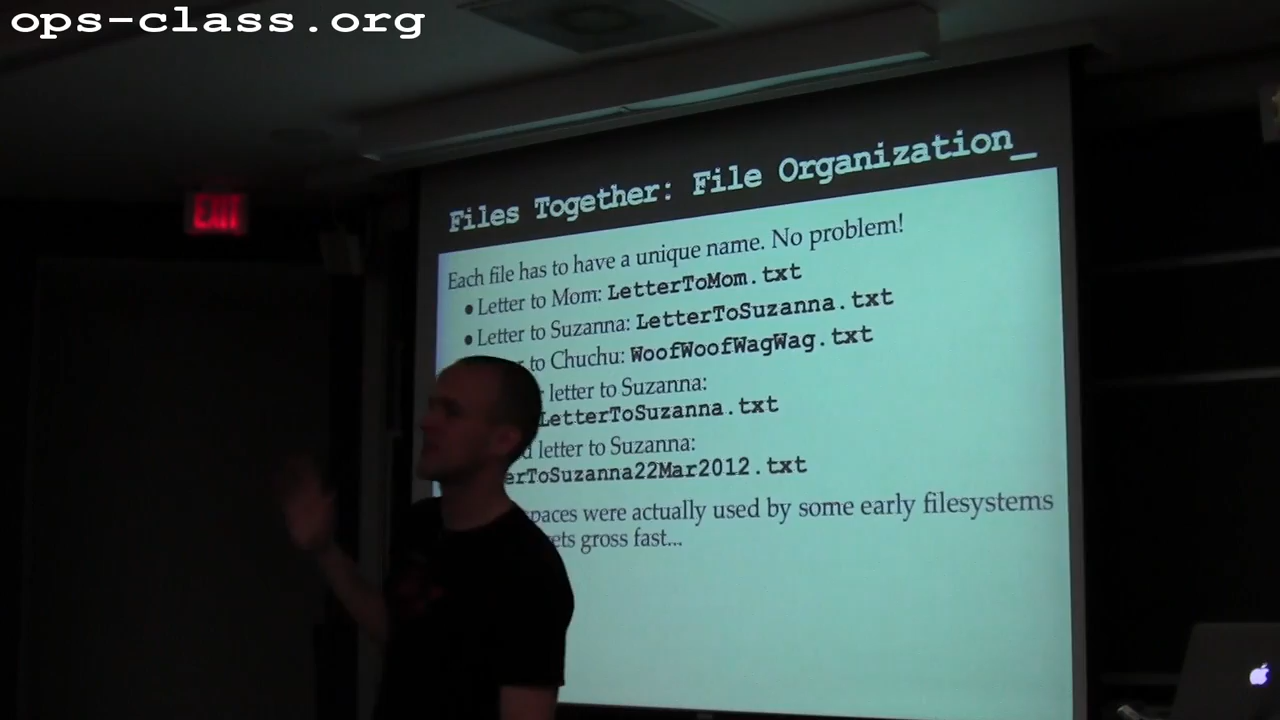 ops-class.org
EXIT
Files Together: File Organization_
Each file has to have a unique name. No problem!
• Letter to Mom: LetterToMom.txt
• Letter to Suzanna: LetterToSuzanna.txt
to Chuchu: WoofWoofWagWag.txt
letter to Suzanna:
LetterToSuzanna.txt
letter to Suzanna:
erToSuzanna22Mar2012.txt
paces were actually used by some early filesystems
ets gross fast...